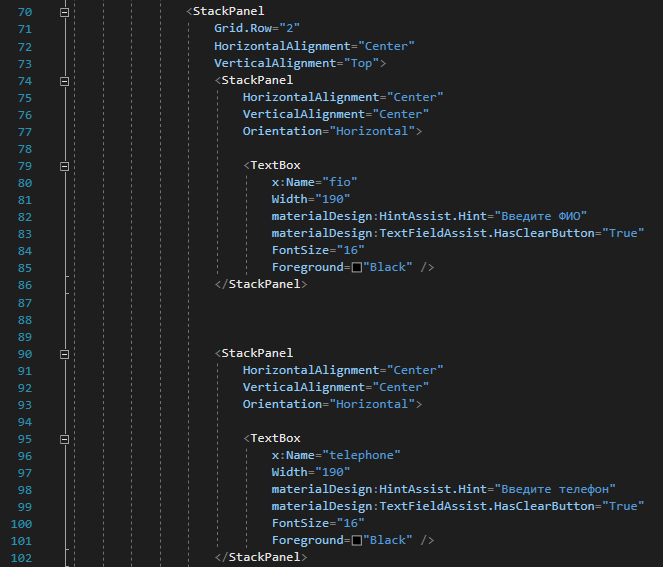 70 <StackPanel
71 Grid.Row="2"
72 HorizontalAlignment="Center"
73 VerticalAlignment="Top">
74 <StackPanel
75 HorizontalAlignment="Center"
76 VerticalAlignment="Center"
77 Orientation="Horizontal">
78
79 <TextBox
80 x:Name="fio"
81 Width="190"
82 materialDesign:HintAssist.Hint="Введите ФИО"
83 materialDesign:TextFieldAssist.HasClearButton="True"
84 FontSize="16"
85 Foreground="Black" />
86 </StackPanel>
87
88
89
90 <StackPanel
91 HorizontalAlignment="Center"
92 VerticalAlignment="Center"
93 Orientation="Horizontal">
94
95 <TextBox
96 x:Name="telephone"
97 Width="190"
98 materialDesign:HintAssist.Hint="Введите телефон"
99 materialDesign:TextFieldAssist.HasClearButton="True"
100 FontSize="16"
101 Foreground="Black" />
102 </StackPanel>